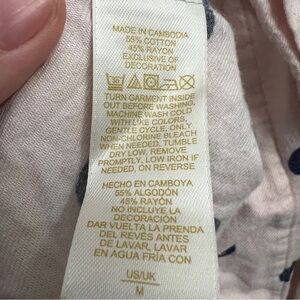 MADE IN CAMBODIA
55% COTTON
45% RAYON
EXCLUSIVE OF
DECORATION
TURN GARMENT INSIDE
OUT BEFORE WASHING.
MACHINE WASH COLD
WITH LIKE COLORS,
GENTLE CYCLE, ONLY
NON-CHLORINE BLEACH
WHEN NEEDED. TUMBLE
DRY LOW, REMOVE
PROMPTLY, LOW IRON IF
NEEDED, ON REVERSE
HECHO EN CAMBOYA
55% ALGODÓN
45% RAYÓN
NO INCLUYE LA
DECORACIÓN
DAR VUELTA LA PRENDA
DEL REVÉS ANTES
DE LAVAR, LAVAR
EN AGUA FRÍA CON
US/UK
M